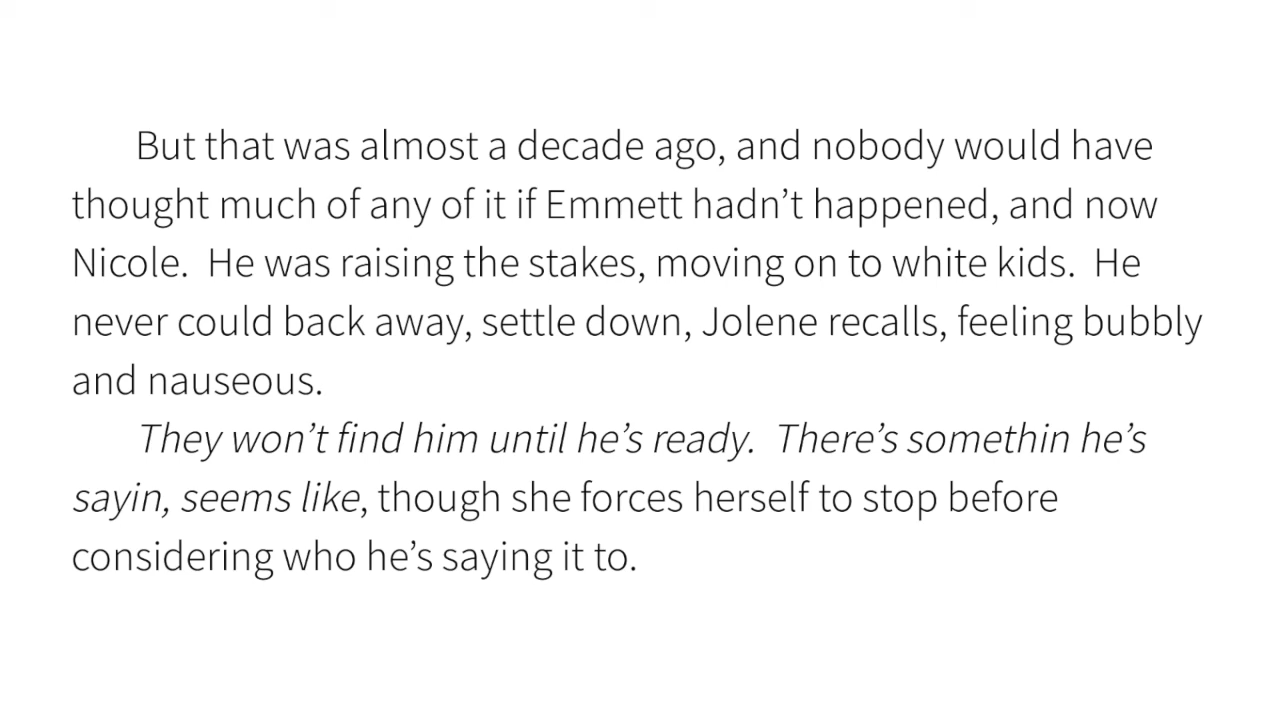 But that was almost a decade ago, and nobody would have
thought much of any of it if Emmett hadn’t happened, and now
Nicole.  He was raising the stakes, moving on to white kids.  He
never could back away, settle down, Jolene recalls, feeling bubbly
and nauseous.
They won’t find him until he’s ready.  There’s somethin he’s
sayin, seems like, though she forces herself to stop before
considering who he’s saying it to.